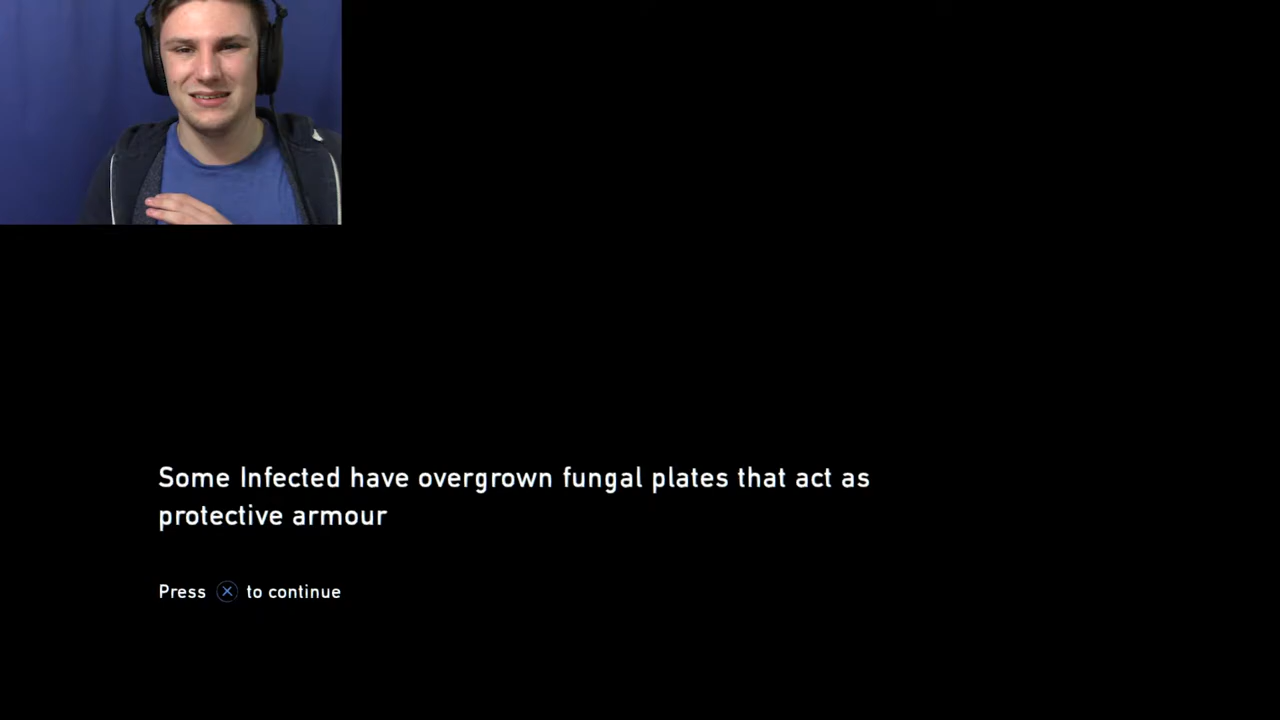 Some Infected have overgrown fungal plates that act as
protective armour
Press ⓧ to continue